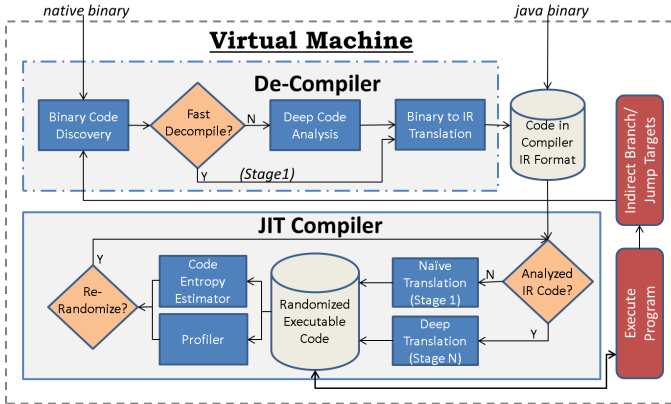 native binary
java binary
Virtual Machine
De-Compiler
Binary Code
Discovery
Fast
Decompile?
N
Deep Code
Analysis
Binary to IR
Translation
Y
(Stage1)
Code in
Compiler
IR Format
Indirect Branch/
Jump Targets
JIT Compiler
Y
Re-
Randomize?
Code
Entropy
Estimator
Profiler
Randomized
Executable
Code
Naïve
Translation
(Stage 1)
N
Deep
Translation
(Stage N)
Y
Analyzed
IR Code?
Execute
Program